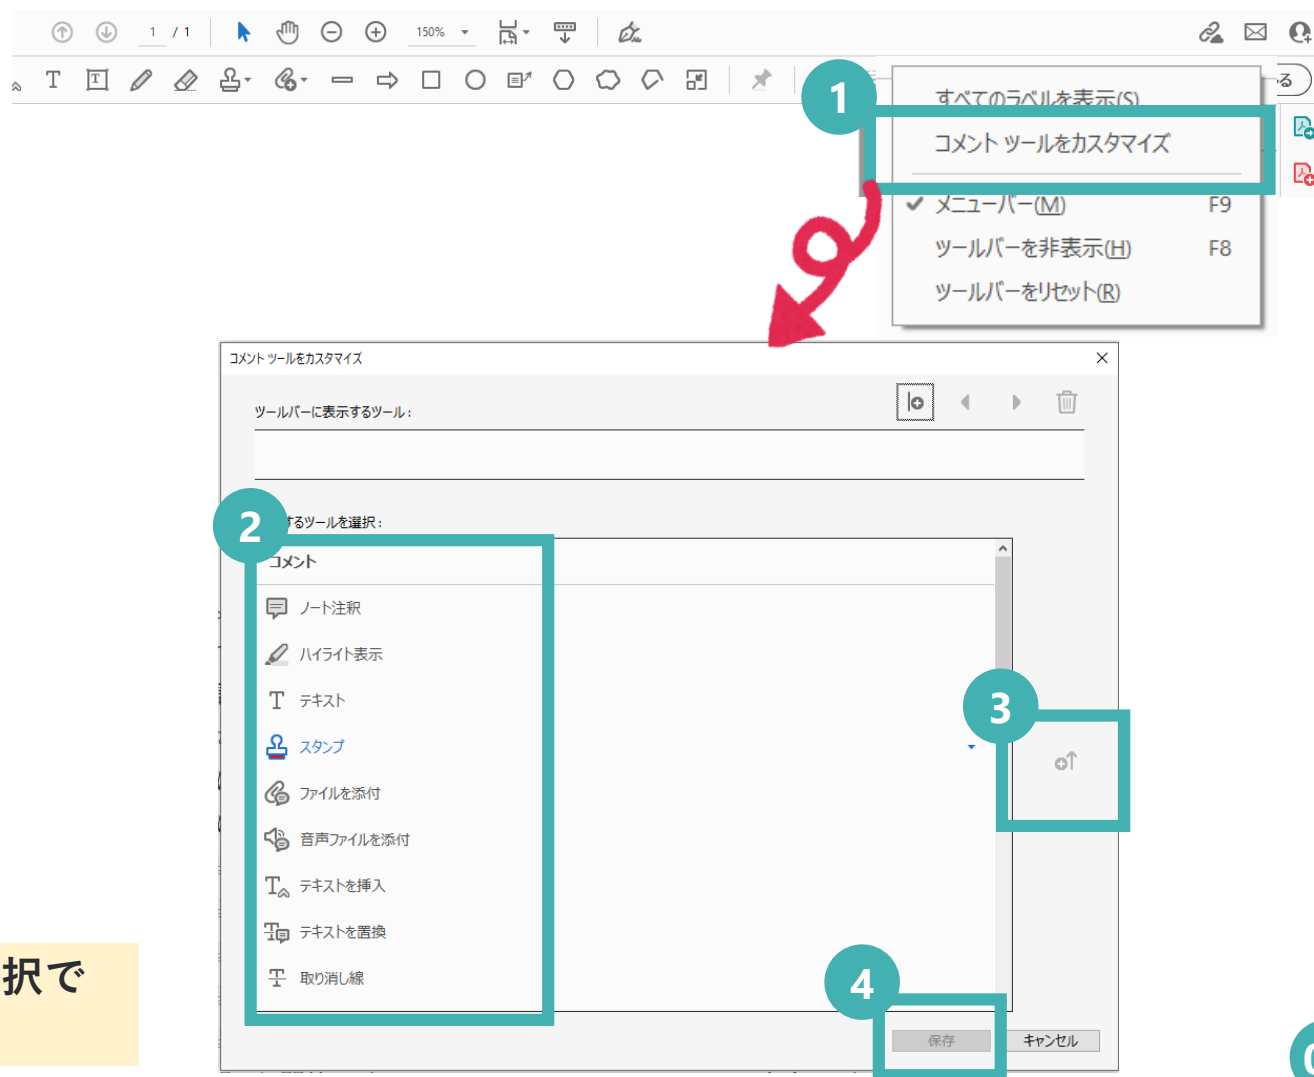 1 / 1
150%
る
1
すべてのラベルを表示(S)
コメント ツールをカスタマイズ
メニューバー(M) F9
ツールバーを非表示(H) F8
ツールバーをリセット(R)
コメント ツールをカスタマイズ
ツールバーに表示するツール :
2
するツールを選択 :
コメント
ノート注釈
ハイライト表示
テキスト
3
スタンプ
ファイルを添付
音声ファイルを添付
テキストを挿入
テキストを置換
択で
取り消し線
4
保存
キャンセル